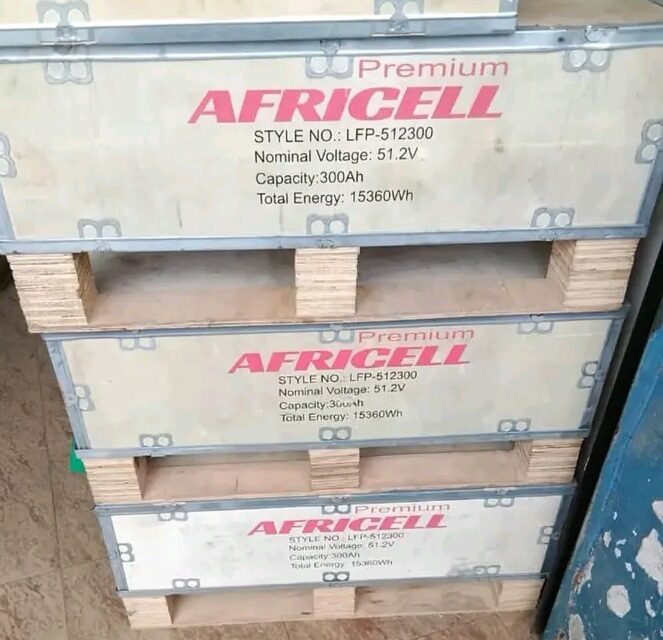 Premium
AFRICELL
STYLE NO.: LFP-512300
Nominal Voltage: 51.2V
Capacity:300Ah
Total Energy: 15360Wh
Premium
AFRICELL
STYLE NO.: LFP-512300
Nominal Voltage: 51.2V
Capacity:300Ah
Total Energy: 15360Wh
Premium
AFRICELL
STYLE NO.: LFP-512300
Nominal Voltage: 51.2V
Capacity:300Ah
Total Energy: 15360Wh